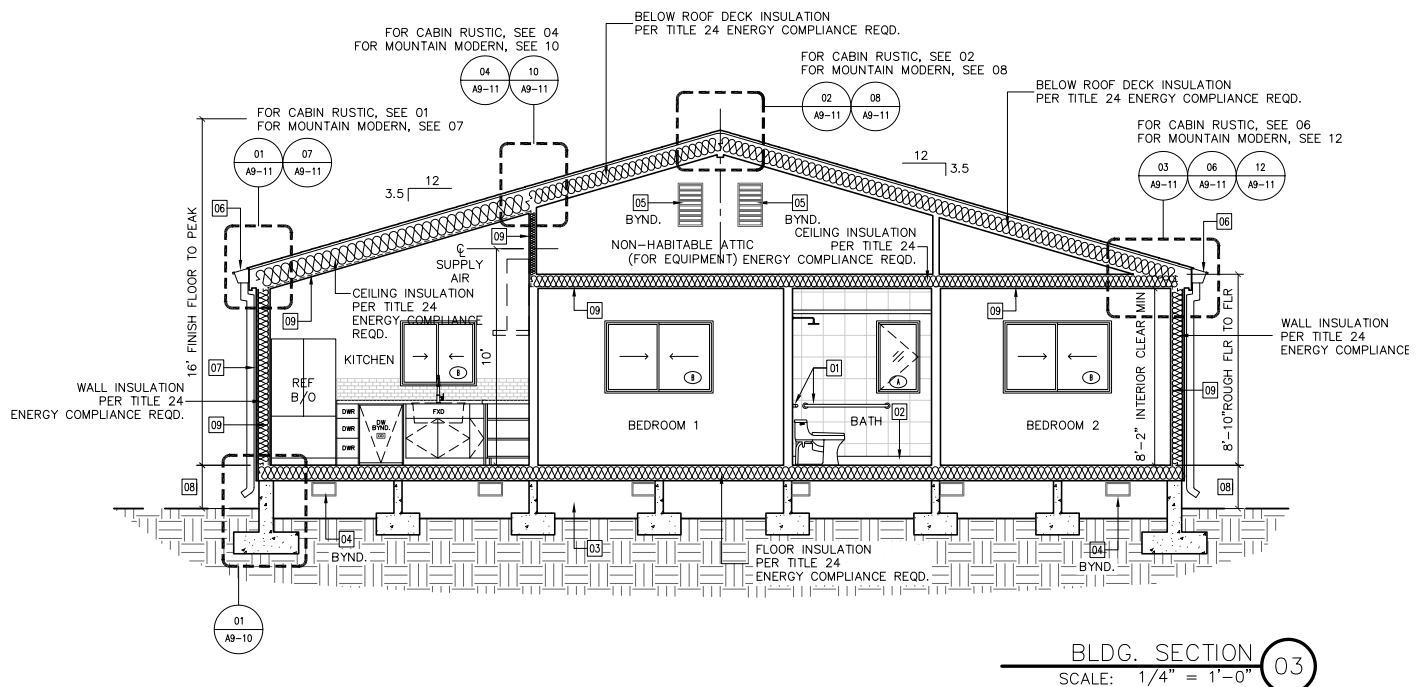 BELOW ROOF DECK INSULATION
PER TITLE 24 ENERGY COMPLIANCE REQD.
FOR CABIN RUSTIC, SEE 04
FOR MOUNTAIN MODERN, SEE 10
04
A9-11
10
A9-11
FOR CABIN RUSTIC, SEE 02
FOR MOUNTAIN MODERN, SEE 08
02
A9-11
08
A9-11
BELOW ROOF DECK INSULATION
PER TITLE 24 ENERGY COMPLIANCE REQD.
FOR CABIN RUSTIC, SEE 01
FOR MOUNTAIN MODERN, SEE 07
01
A9-11
07
A9-11
FOR CABIN RUSTIC, SEE 06
FOR MOUNTAIN MODERN, SEE 12
03
A9-11
06
A9-11
12
A9-11
12
3.5
12
3.5
06
05
BYND.
05
BYND.
06
09
NON-HABITABLE ATTIC
(FOR EQUIPMENT)
CEILING INSULATION
PER TITLE 24
ENERGY COMPLIANCE REQD.
℄
SUPPLY
AIR
16' FINISH FLOOR TO PEAK
CEILING INSULATION
PER TITLE 24
ENERGY COMPLIANCE
REQD.
09
09
09
10'
KITCHEN
REF
B/O
B
B
A
B
07
WALL INSULATION
PER TITLE 24
ENERGY COMPLIANCE REQD.
09
DWR
DWR
DWR
DW
BYND.
FXD
BEDROOM 1
01
02
BATH
BEDROOM 2
8'-2" INTERIOR CLEAR MIN
8'-10"ROUGH FLR TO FLR
WALL INSULATION
PER TITLE 24
ENERGY COMPLIANCE
09
08
08
04
BYND.
03
FLOOR INSULATION
PER TITLE 24
ENERGY COMPLIANCE REQD.
04
BYND.
01
A9-10
BLDG. SECTION
SCALE: 1/4" = 1'-0"
03